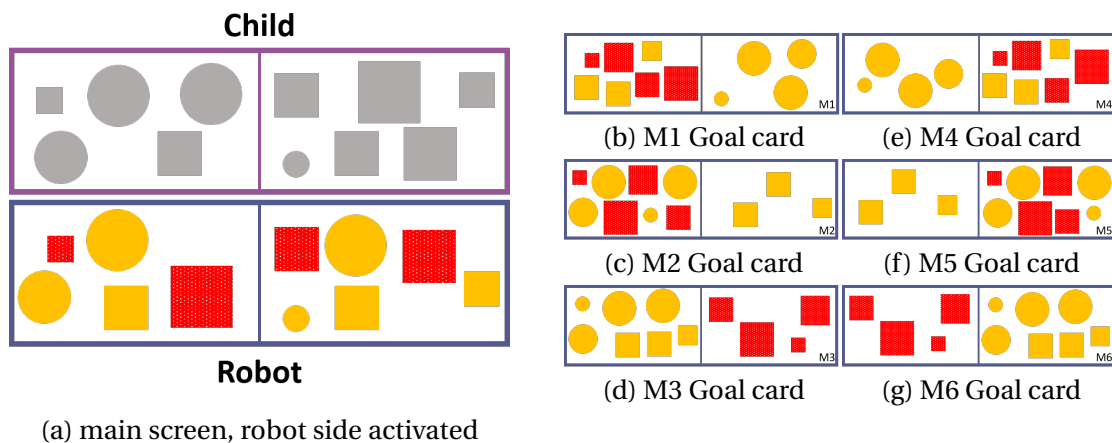 Child
Robot
(a) main screen, robot side activated
M1
(b) M1 Goal card
M4
(e) M4 Goal card
M2
(c) M2 Goal card
M5
(f) M5 Goal card
M3
(d) M3 Goal card
M6
(g) M6 Goal card